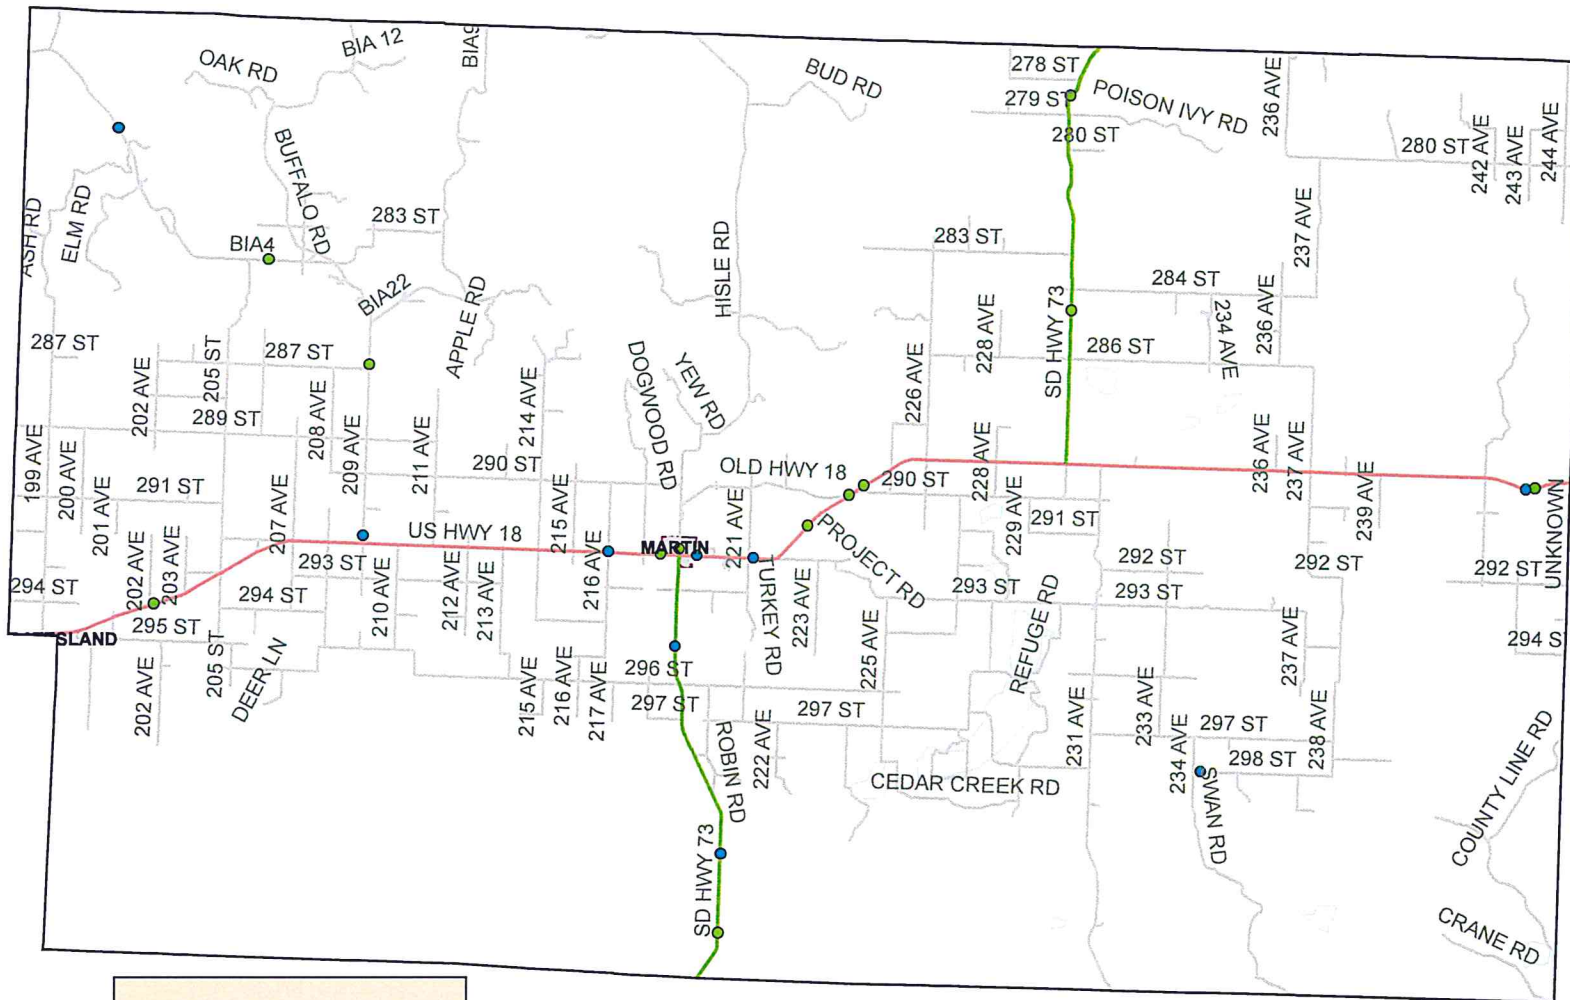 BIA 12
BIA9
OAK RD
BUD RD
278 ST
279 ST
POISON IVY RD
280 ST
236 AVE
280 ST
242 AVE
243 AVE
244 AVE
ASH RD
ELM RD
BUFFALO RD
283 ST
BIA4
BIA22
APPLE RD
HISLE RD
283 ST
237 AVE
284 ST
SD HWY 73
228 AVE
234 AVE
236 AVE
286 ST
287 ST
205 ST
287 ST
202 AVE
289 ST
208 AVE
209 AVE
211 AVE
214 AVE
DOGWOOD RD
YEW RD
226 AVE
199 AVE
200 AVE
201 AVE
291 ST
207 AVE
290 ST
215 AVE
OLD HWY 18
290 ST
228 AVE
229 AVE
291 ST
236 AVE
237 AVE
239 AVE
US HWY 18
MARTIN
216 AVE
221 AVE
PROJECT RD
TURKEY RD
223 AVE
UNKNOWN
202 AVE
203 AVE
293 ST
294 ST
294 ST
210 AVE
212 AVE
213 AVE
292 ST
293 ST
293 ST
292 ST
292 ST
294 S
SLAND
295 ST
205 ST
202 AVE
DEER LN
215 AVE
216 AVE
217 AVE
296 ST
297 ST
225 AVE
REFUGE RD
237 AVE
297 ST
222 AVE
ROBIN RD
231 AVE
233 AVE
234 AVE
297 ST
298 ST
238 AVE
CEDAR CREEK RD
SWAN RD
COUNTY LINE RD
SD HWY 73
CRANE RD